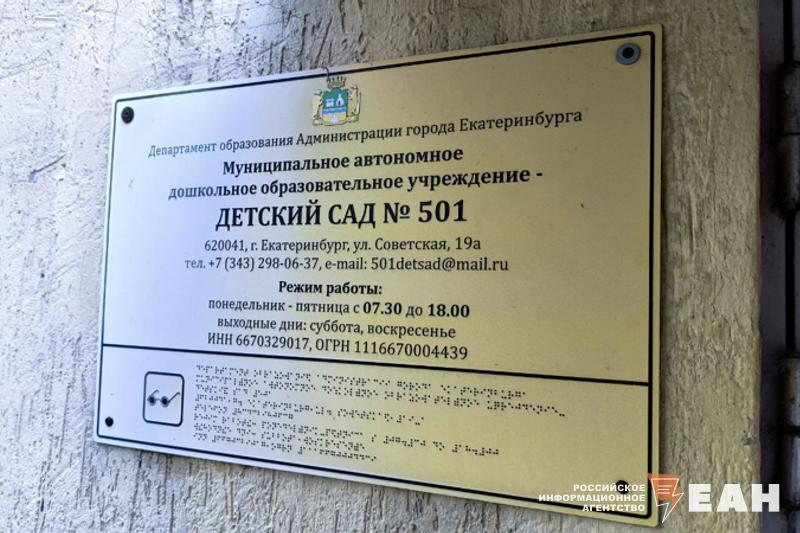 Департамент образования Администрации города Екатеринбурга
Муниципальное автономное
дошкольное образовательное учреждение -
ДЕТСКИЙ САД № 501
620041, г. Екатеринбург, ул. Советская, 19а
тел. +7 (343) 298-06-37, e-mail: 501detsad@mail.ru
Режим работы:
понедельник - пятница с 07.30 до 18.00
выходные дни: суббота, воскресенье
ИНН 6670329017, ОГРН 1116670004439
РОССИЙСКОЕ
ИНФОРМАЦИОННОЕ
АГЕНТСТВО
ЕАН